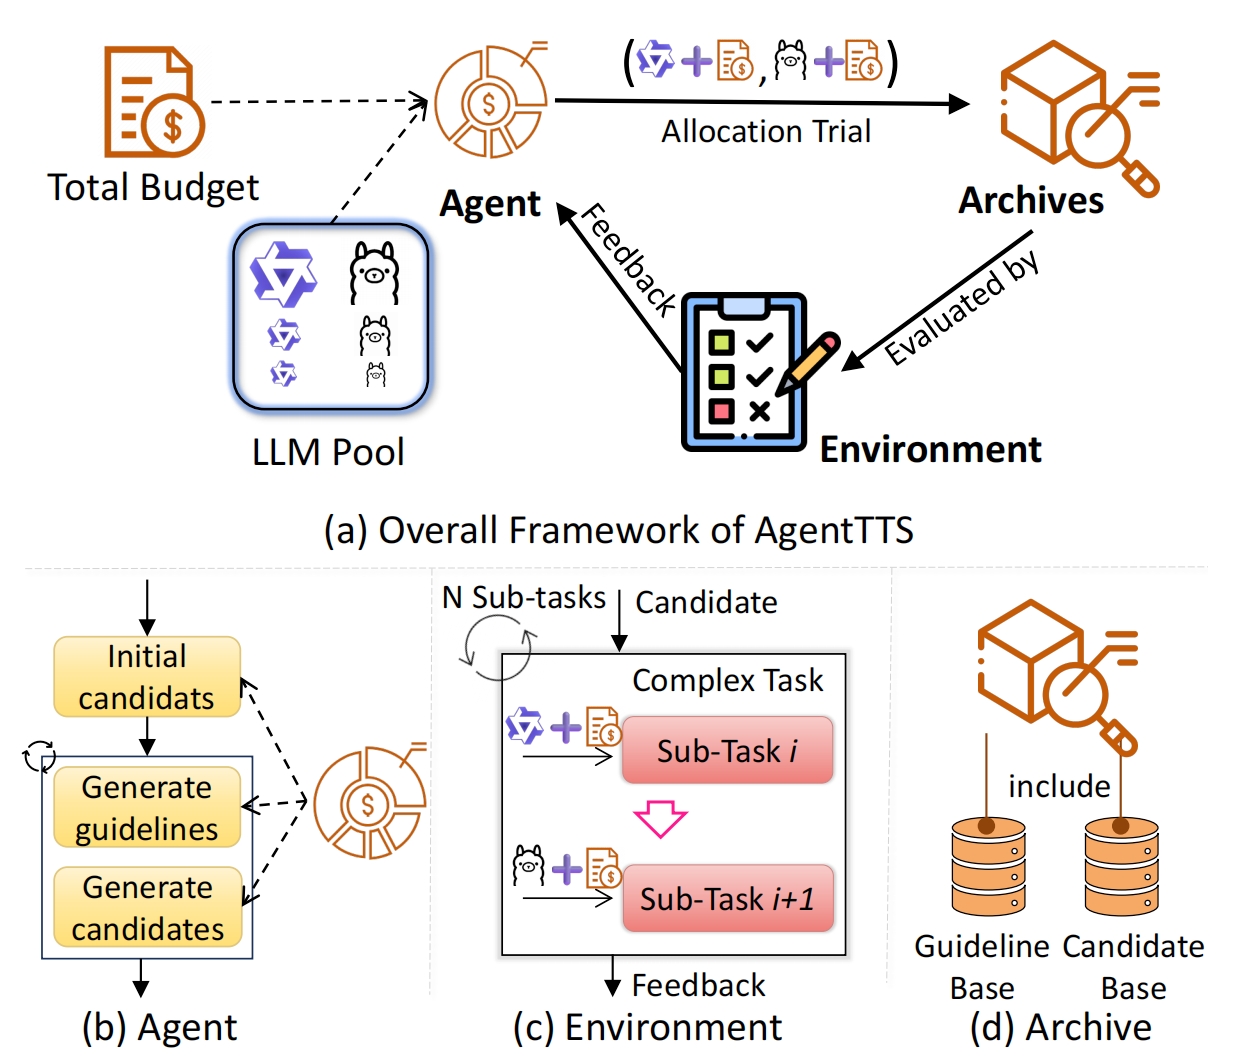 ( , )
Allocation Trial
Total Budget
Agent
Archives
Feedback
Evaluated by
LLM Pool
Environment
(a) Overall Framework of AgentTTS
Initial
candidats
Generate
guidelines
Generate
candidates
(b) Agent
N Sub-tasks
Candidate
Complex Task
Sub-Task i
Sub-Task i+1
Feedback
(c) Environment
include
Guideline
Base
Candidate
Base
(d) Archive